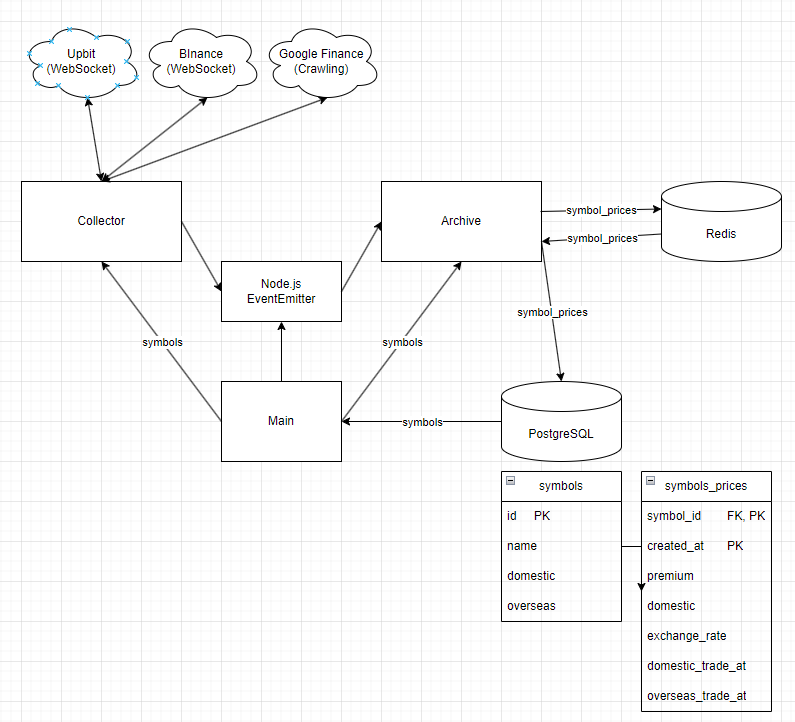 Upbit
(WebSocket)
BInance
(WebSocket)
Google Finance
(Crawling)
Collector
Archive
symbol_prices
symbol_prices
Redis
Node.js
EventEmitter
symbol_prices
symbols
symbols
Main
symbols
PostgreSQL
symbols
id PK
name
domestic
overseas
symbols_prices
symbol_id FK, PK
created_at PK
premium
domestic
exchange_rate
domestic_trade_at
overseas_trade_at